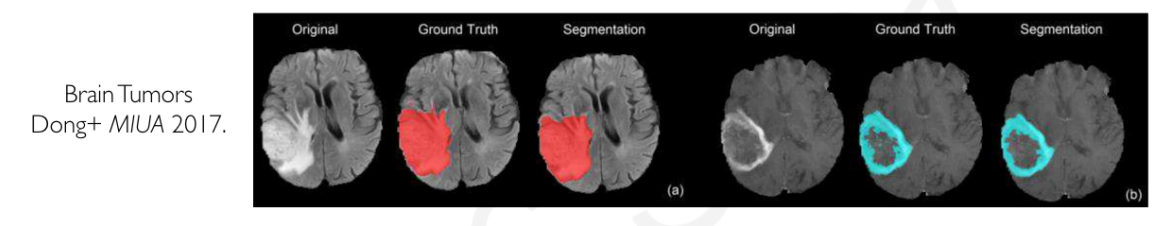 Brain Tumors
Dong+ MIUA 2017.
Original Ground Truth Segmentation
(a)
Original Ground Truth Segmentation
(b)